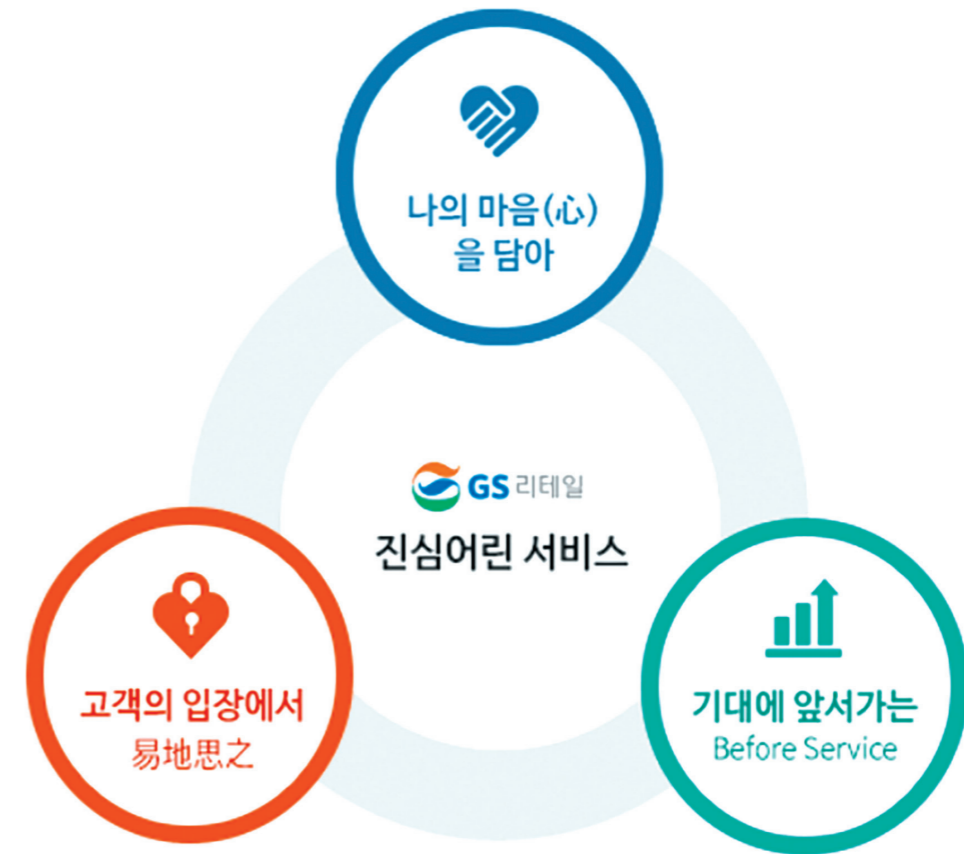 나의 마음(心)
을 담아
GS 리테일
진심어린 서비스
고객의 입장에서
易地思之
기대에 앞서가는
Before Service